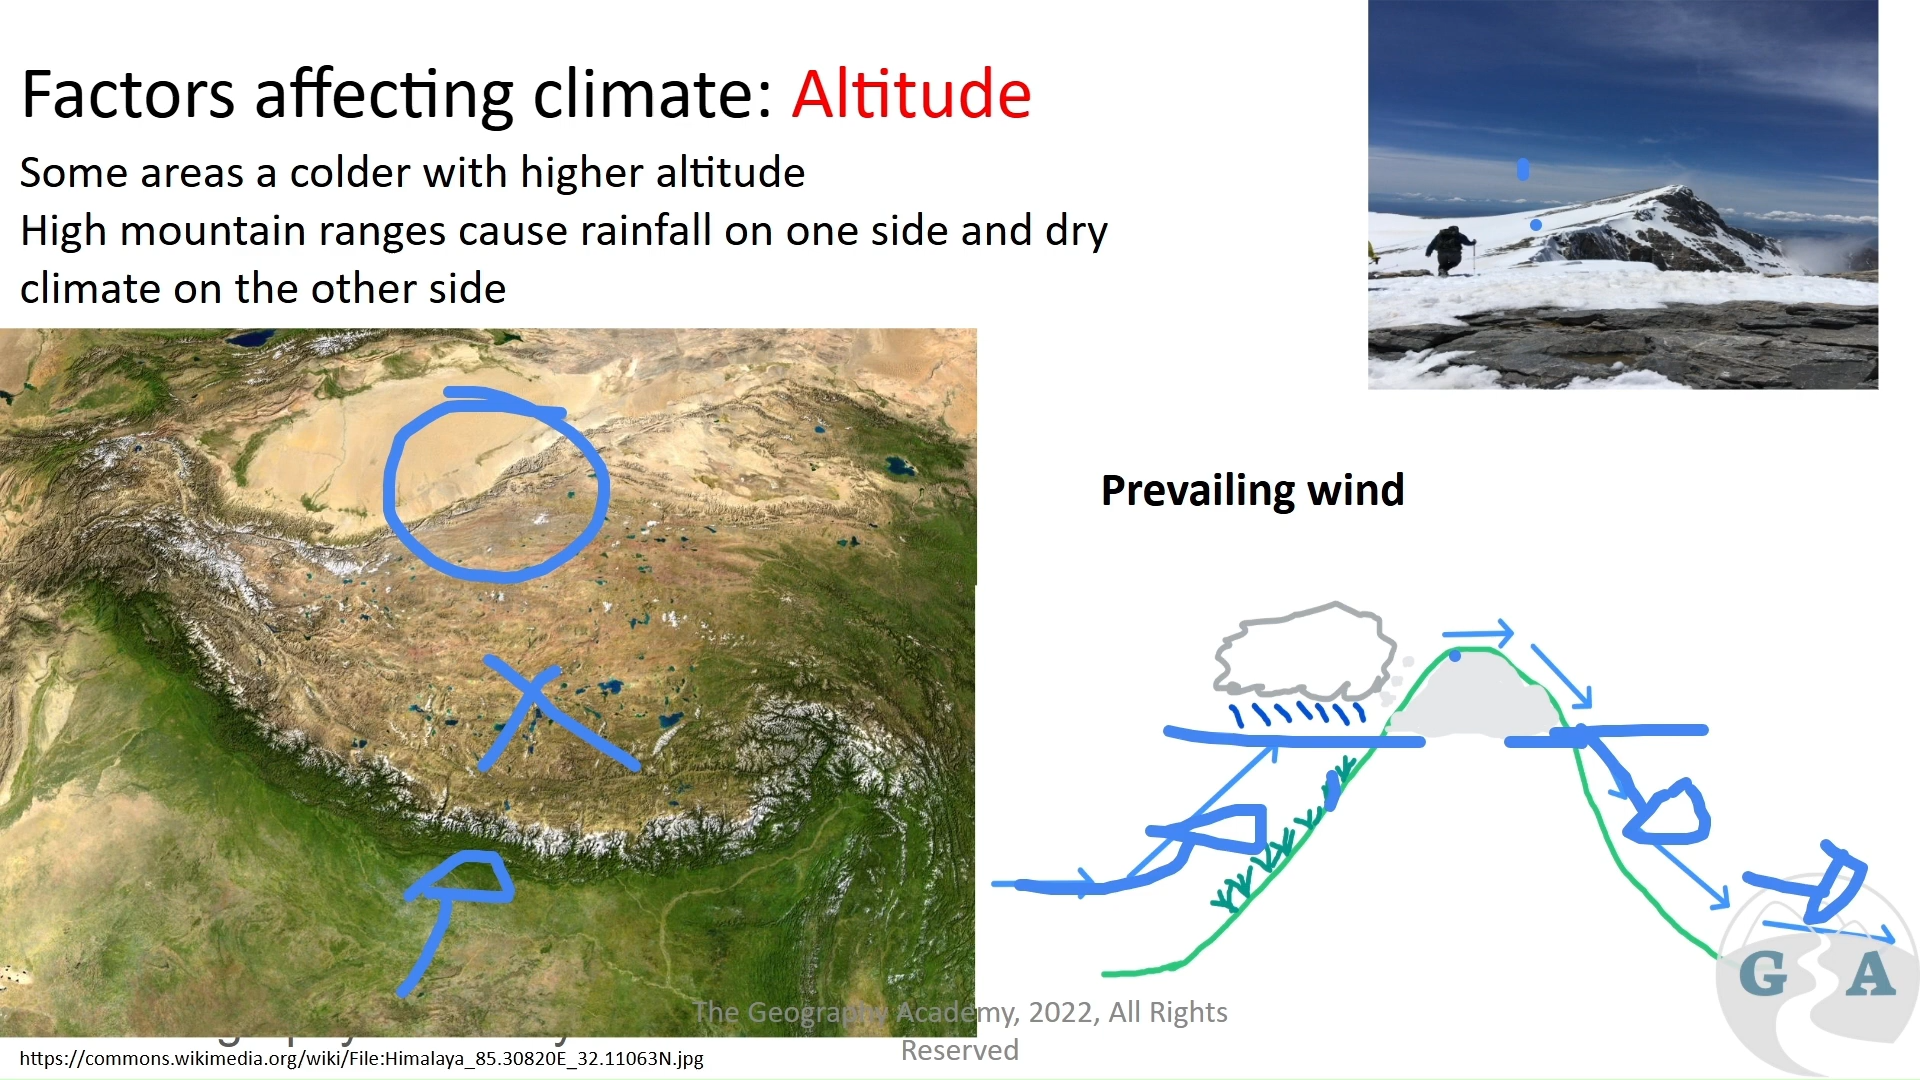 Factors affecting climate: Altitude
Some areas a colder with higher altitude
High mountain ranges cause rainfall on one side and dry
climate on the other side
Prevailing wind
G A
The Geography Academy, 2022, All Rights
Reserved
https://commons.wikimedia.org/wiki/File:Himalaya_85.30820E_32.11063N.jpg